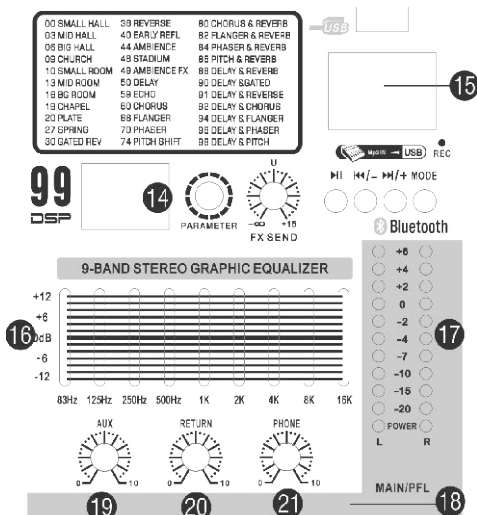 00 SMALL HALL 38 REVERSE 80 CHORUS & REVERB
03 MID HALL 40 EARLY REFL 82 FLANGER & REVERB
06 BIG HALL 44 AMBIENCE 84 PHASER & REVERB
09 CHURCH 48 STADIUM 86 PITCH & REVERB
10 SMALL ROOM 49 AMBIENCE FX 88 DELAY & REVERB
13 MID ROOM 50 DELAY 90 DELAY &GATED
16 BG ROOM 59 ECHO 91 DELAY & REVERSE
19 CHAPEL 60 CHORUS 92 DELAY & CHORUS
20 PLATE 66 FLANGER 94 DELAY & FLANGER
27 SPRING 70 PHASER 96 DELAY & PHASER
30 GATED REV 74 PITCH SHIFT 99 DELAY & PITCH
USB
15
Mp3 IN USB REC
⏯ ⏮/– ⏭/+ MODE
99
DSP
14
PARAMETER
U
-∞ +15
FX SEND
Bluetooth
9-BAND STEREO GRAPHIC EQUALIZER
16
+12
+6
0dB
-6
-12
83Hz 125Hz 250Hz 500Hz 1K 2K 4K 8K 16K
+6
+4
+2
0
-2
-4
-7
-10
-15
-20
POWER
L R
17
AUX RETURN PHONE
0 10 0 10 0 10
19 20 21
MAIN/PFL
18